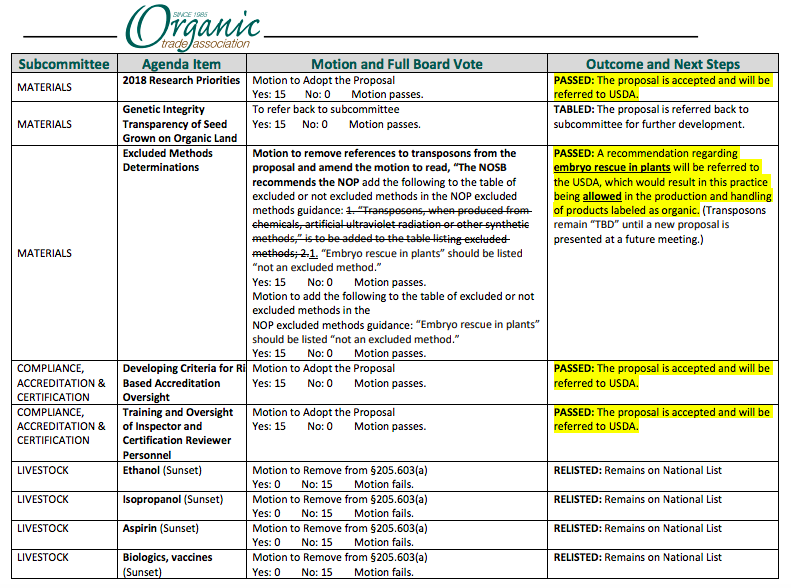 SINCE 1985
Organic
trade association
Subcommittee Agenda Item Motion and Full Board Vote Outcome and Next Steps
MATERIALS
2018 Research Priorities
Motion to Adopt the Proposal
Yes: 15 No: 0 Motion passes.
PASSED: The proposal is accepted and will be
referred to USDA.
MATERIALS
Genetic Integrity
Transparency of Seed
Grown on Organic Land
To refer back to subcommittee
Yes: 15 No: 0 Motion passes.
TABLED: The proposal is referred back to
subcommittee for further development.
MATERIALS
Excluded Methods
Determinations
Motion to remove references to transposons from the
proposal and amend the motion to read, “The NOSB
recommends the NOP add the following to the table of
excluded or not excluded methods in the NOP excluded
methods guidance: 1. “Transposons, when produced from
chemicals, artificial ultraviolet radiation or other synthetic
methods,” is to be added to the table listing excluded
methods; 2.1. “Embryo rescue in plants” should be listed
“not an excluded method.”
Yes: 15 No: 0 Motion passes.
Motion to add the following to the table of excluded or not
excluded methods in the
NOP excluded methods guidance: “Embryo rescue in plants”
should be listed “not an excluded method.”
Yes: 15 No: 0 Motion passes.
PASSED: A recommendation regarding
embryo rescue in plants will be referred to
the USDA, which would result in this practice
being allowed in the production and handling
of products labeled as organic. (Transposons
remain “TBD” until a new proposal is
presented at a future meeting.)
COMPLIANCE,
ACCREDITATION &
CERTIFICATION
Developing Criteria for Ri
Based Accreditation
Oversight
Motion to Adopt the Proposal
Yes: 15 No: 0 Motion passes.
PASSED: The proposal is accepted and will be
referred to USDA.
COMPLIANCE,
ACCREDITATION &
CERTIFICATION
Training and Oversight
of Inspector and
Certification Reviewer
Personnel
Motion to Adopt the Proposal
Yes: 15 No: 0 Motion passes.
PASSED: The proposal is accepted and will be
referred to USDA.
LIVESTOCK
Ethanol (Sunset)
Motion to Remove from §205.603(a)
Yes: 0 No: 15 Motion fails.
RELISTED: Remains on National List
LIVESTOCK
Isopropanol (Sunset)
Motion to Remove from §205.603(a)
Yes: 0 No: 15 Motion fails.
RELISTED: Remains on National List
LIVESTOCK
Aspirin (Sunset)
Motion to Remove from §205.603(a)
Yes: 0 No: 15 Motion fails.
RELISTED: Remains on National List
LIVESTOCK
Biologics, vaccines
(Sunset)
Motion to Remove from §205.603(a)
Yes: 0 No: 15 Motion fails.
RELISTED: Remains on National List